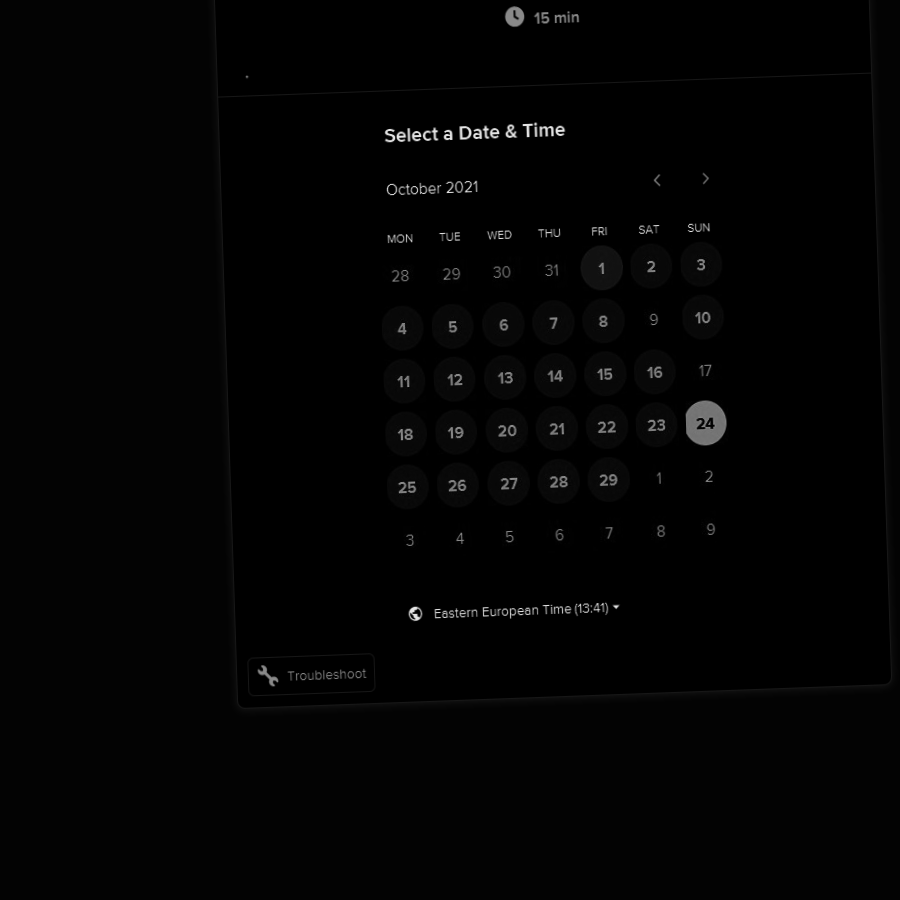 15 min
Select a Date & Time
October 2021
MON TUE WED THU FRI SAT SUN
28 29 30 31 1 2 3
4 5 6 7 8 9 10
11 12 13 14 15 16 17
18 19 20 21 22 23 24
25 26 27 28 29 1 2
3 4 5 6 7 8 9
Eastern European Time (13:41)
Troubleshoot